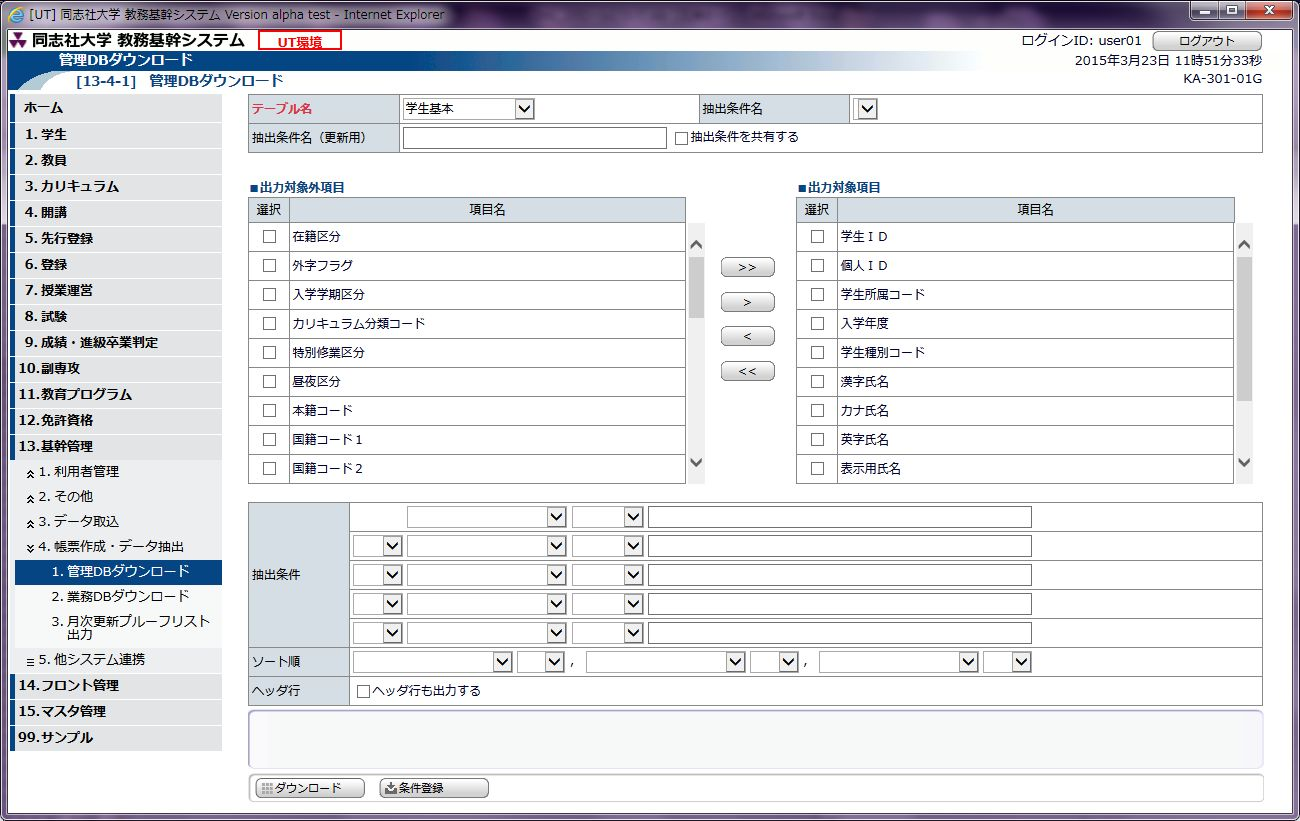 [UT] 同志社大学 教務基幹システム Version alpha test - Internet Explorer
同志社大学 教務基幹システム UT環境 ログインID: user01 ログアウト
管理DBダウンロード 2015年3月23日 11時51分33秒
[13-4-1] 管理DBダウンロード KA-301-01G
ホーム
1. 学生
2. 教員
3. カリキュラム
4. 開講
5. 先行登録
6. 登録
7. 授業運営
8. 試験
9. 成績・進級卒業判定
10.副専攻
11.教育プログラム
12.免許資格
13.基幹管理
1. 利用者管理
2. その他
3. データ取込
4. 帳票作成・データ抽出
1. 管理DBダウンロード
2. 業務DBダウンロード
3. 月次更新プルーフリスト
出力
5. 他システム連携
14.フロント管理
15.マスタ管理
99.サンプル
テーブル名 学生基本 抽出条件名
抽出条件名（更新用） 抽出条件を共有する
■出力対象外項目
選択 項目名
在籍区分
外字フラグ
入学学期区分
カリキュラム分類コード
特別修業区分
昼夜区分
本籍コード
国籍コード１
国籍コード２
>>
>
<
<<
■出力対象項目
選択 項目名
学生ＩＤ
個人ＩＤ
学生所属コード
入学年度
学生種別コード
漢字氏名
カナ氏名
英字氏名
表示用氏名
抽出条件
ソート順 , ,
ヘッダ行 ヘッダ行も出力する
ダウンロード 条件登録